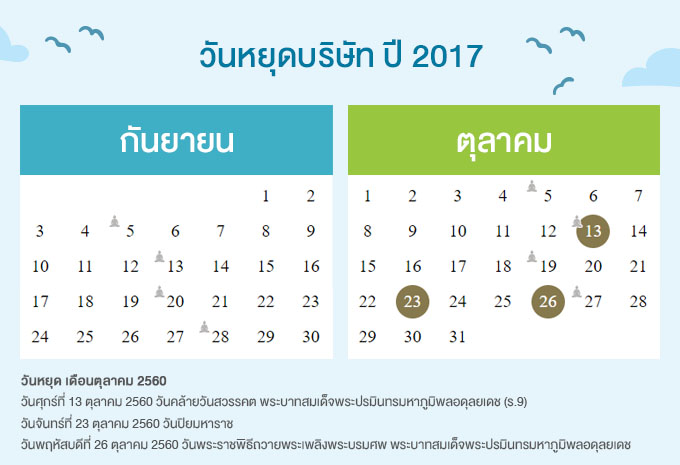 วันหยุดบริษัท ปี 2017
กันยายน
1 2
3 4 5 6 7 8 9
10 11 12 13 14 15 16
17 18 19 20 21 22 23
24 25 26 27 28 29 30
ตุลาคม
1 2 3 4 5 6 7
8 9 10 11 12 13 14
15 16 17 18 19 20 21
22 23 24 25 26 27 28
29 30 31
วันหยุด เดือนตุลาคม 2560
วันศุกร์ที่ 13 ตุลาคม 2560 วันคล้ายวันสวรรคต พระบาทสมเด็จพระปรมินทรมหาภูมิพลอดุลยเดช (ร.9)
วันจันทร์ที่ 23 ตุลาคม 2560 วันปิยมหาราช
วันพฤหัสบดีที่ 26 ตุลาคม 2560 วันพระราชพิธีถวายพระเพลิงพระบรมศพ พระบาทสมเด็จพระปรมินทรมหาภูมิพลอดุลยเดช